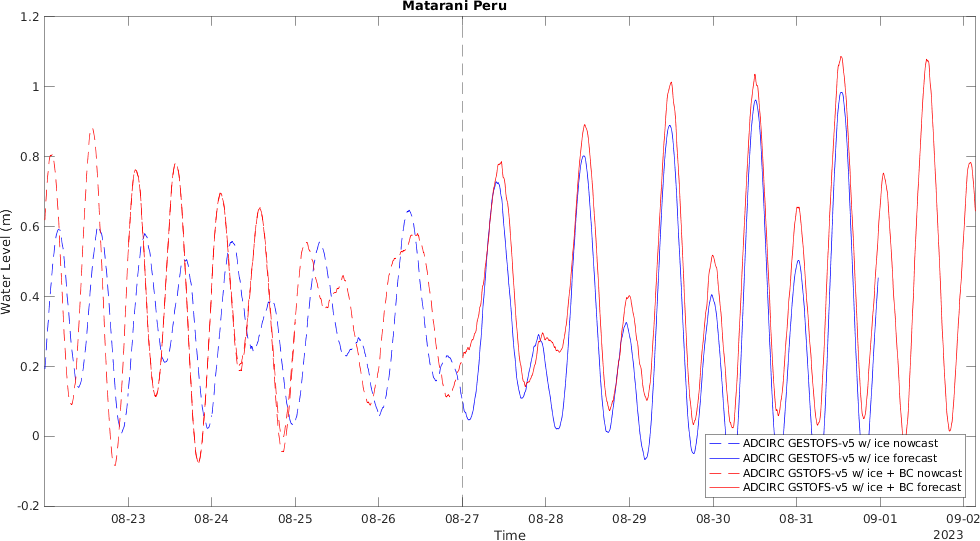 Matarani Peru
1.2
1
0.8
0.6
0.4
0.2
0
-0.2
Water Level (m)
ADCIRC GESTOFS-v5 w/ ice nowcast
ADCIRC GESTOFS-v5 w/ ice forecast
ADCIRC GSTOFS-v5 w/ ice + BC nowcast
ADCIRC GSTOFS-v5 w/ ice + BC forecast
08-23 08-24 08-25 08-26 08-27 08-28 08-29 08-30 08-31 09-01 09-02
Time
2023